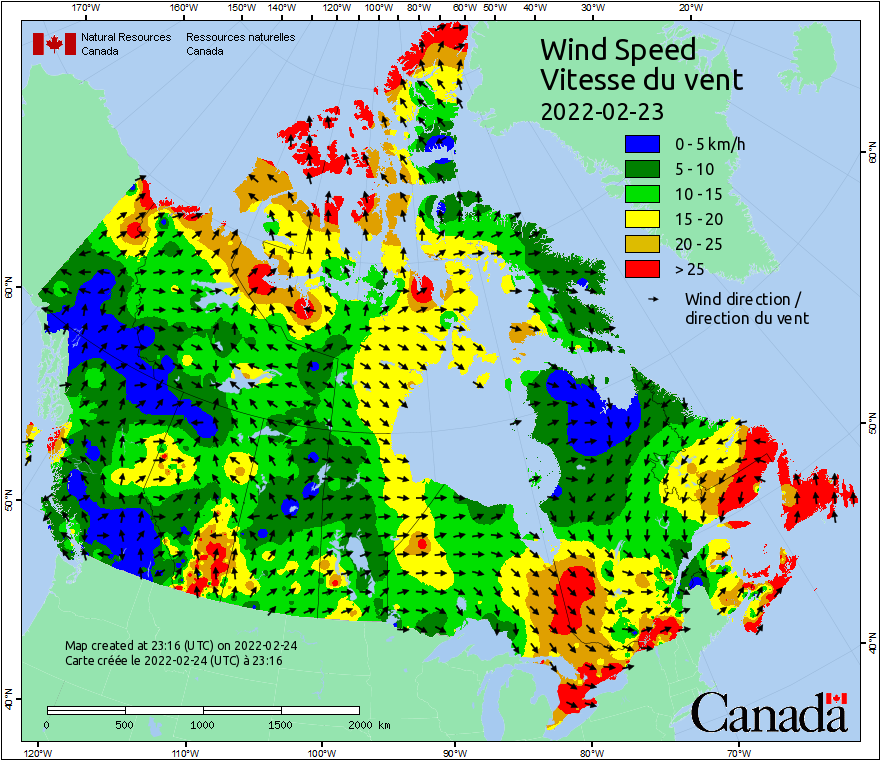 170°W 160°W 150°W 140°W 130°W 120°W 110°W 100°W 90°W 80°W 70°W 60°W 50°W 40°W 30°W 20°W
Natural Resources Ressources naturelles
Canada Canada
Wind Speed
Vitesse du vent
2022-02-23
0 - 5 km/h
5 - 10
10 - 15
15 - 20
20 - 25
> 25
Wind direction /
direction du vent
60°N
60°N
50°N
50°N
40°N
40°N
Map created at 23:16 (UTC) on 2022-02-24
Carte créée le 2022-02-24 (UTC) à 23:16
0 500 1000 1500 2000 km
Canada
120°W 110°W 100°W 90°W 80°W 70°W